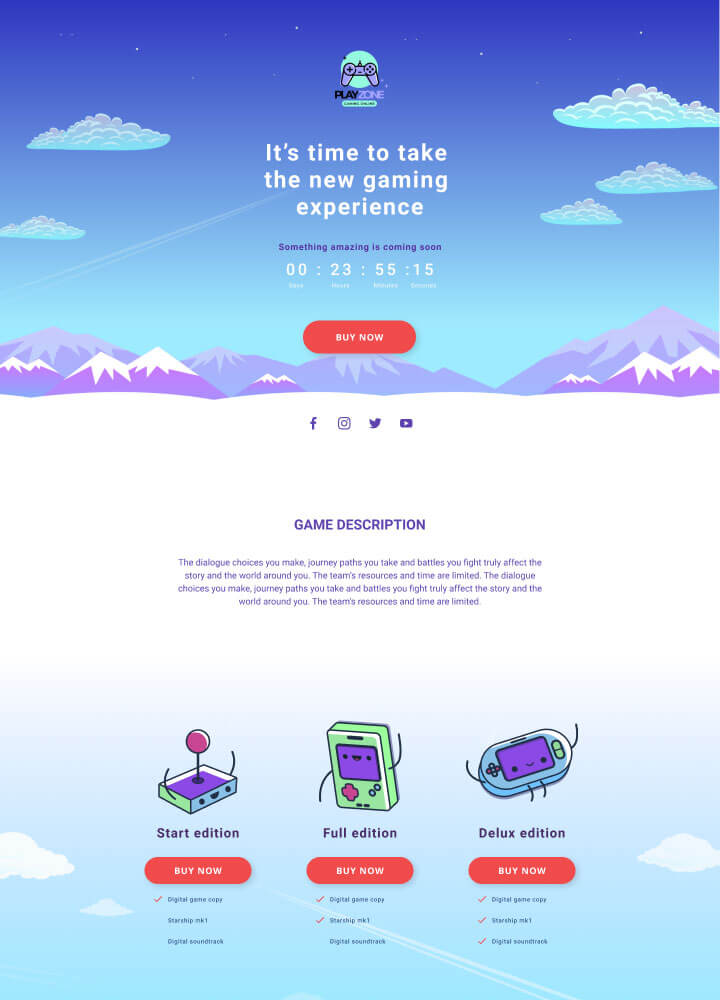 PLAYZONE
GAMING ONLINE
It’s time to take
the new gaming
experience
Something amazing is coming soon
00 : 23 : 55 :15
Days Hours Minutes Seconds
BUY NOW
GAME DESCRIPTION
The dialogue choices you make, journey paths you take and battles you fight truly affect the
story and the world around you. The team's resources and time are limited. The dialogue
choices you make, journey paths you take and battles you fight truly affect the story and the
world around you. The team's resources and time are limited.
Start edition Full edition Delux edition
BUY NOW BUY NOW BUY NOW
Digital game copy Digital game copy Digital game copy
Starship mk1 Starship mk1 Starship mk1
Digital soundtrack Digital soundtrack Digital soundtrack